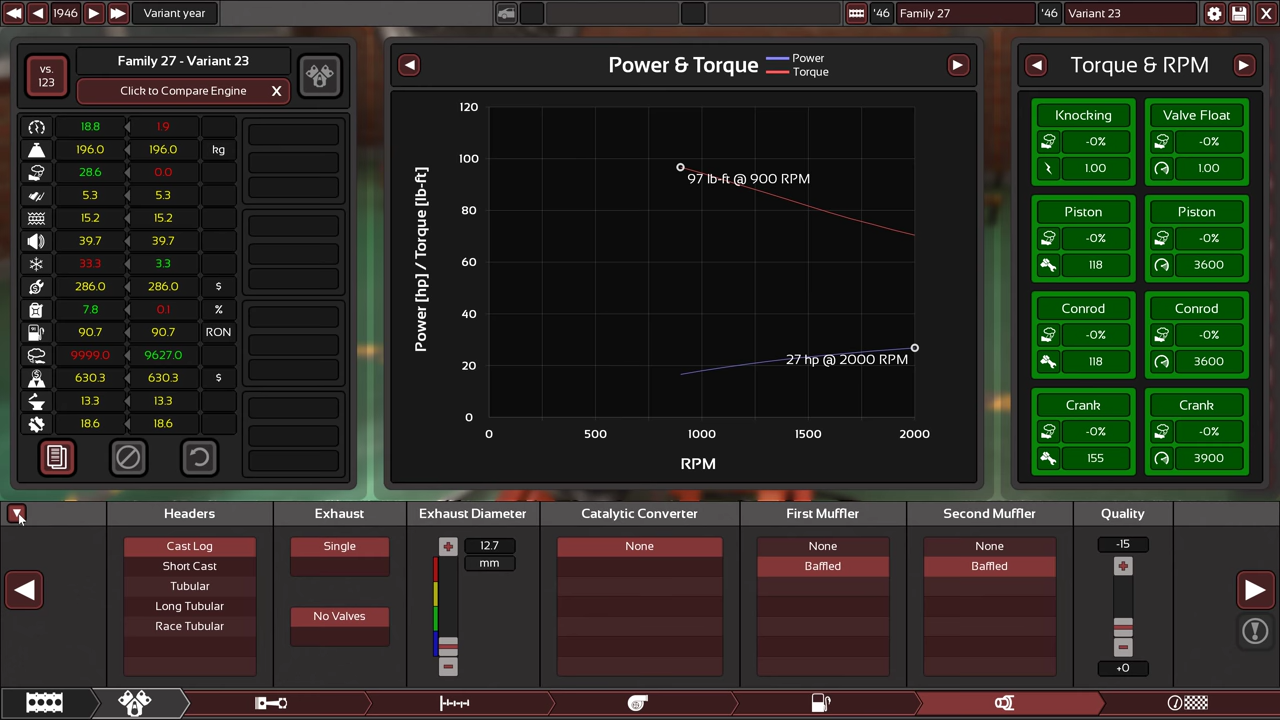 1946
Variant year
'46
Family 27
'46
Variant 23
vs.
123
Family 27 - Variant 23
Click to Compare Engine X
18.8 1.9
196.0 196.0 kg
28.6 0.0
5.3 5.3
15.2 15.2
39.7 39.7
33.3 3.3
286.0 286.0 $
7.8 0.1 %
90.7 90.7 RON
9999.0 9627.0
630.3 630.3 $
13.3 13.3
18.6 18.6
Power & Torque
Power
Torque
Power [hp] / Torque [lb-ft]
120
100
80
60
40
20
0
97 lb-ft @ 900 RPM
27 hp @ 2000 RPM
0 500 1000 1500 2000
RPM
Torque & RPM
Knocking Valve Float
-0% -0%
1.00 1.00
Piston Piston
-0% -0%
118 3600
Conrod Conrod
-0% -0%
118 3600
Crank Crank
-0% -0%
155 3900
Headers
Cast Log
Short Cast
Tubular
Long Tubular
Race Tubular
Exhaust
Single
No Valves
Exhaust Diameter
12.7
mm
Catalytic Converter
None
First Muffler
None
Baffled
Second Muffler
None
Baffled
Quality
-15
+0